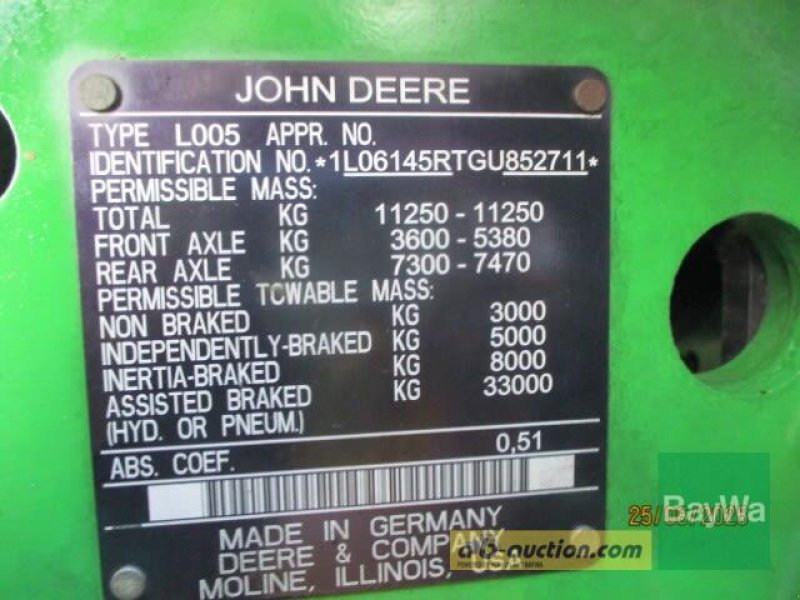 JOHN DEERE
TYPE L005 APPR. NO.
IDENTIFICATION NO. *1L06145RTGU852711*
PERMISSIBLE MASS:
TOTAL KG 11250 - 11250
FRONT AXLE KG 3600 - 5380
REAR AXLE KG 7300 - 7470
PERMISSIBLE TOWABLE MASS:
NON BRAKED KG 3000
INDEPENDENTLY-BRAKED KG 5000
INERTIA-BRAKED KG 8000
ASSISTED BRAKED KG 33000
(HYD. OR PNEUM.)
ABS. COEF. 0,51
MADE IN GERMANY
DEERE & COMPANY
MOLINE, ILLINOIS, USA
BayWa
ab-auction.com